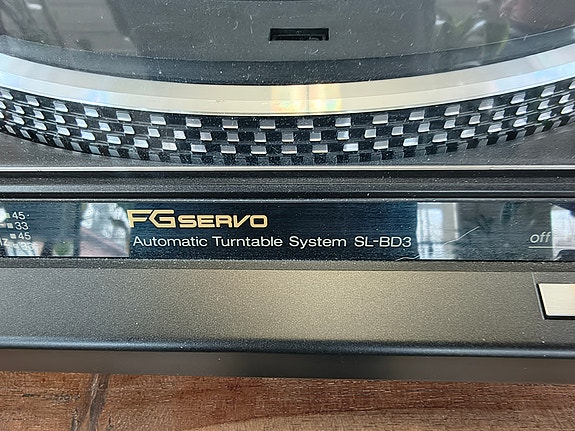 45
33
45
FG SERVO
Automatic Turntable System SL-BD3
off